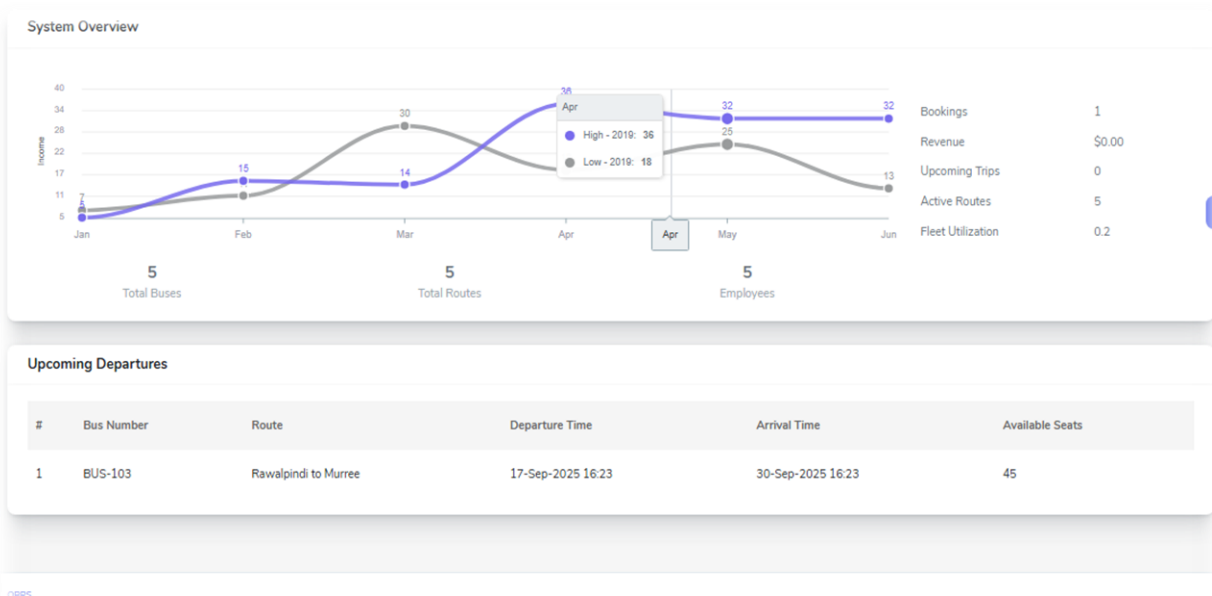 System Overview
40
34
28
22
17
11
5
Income
7
5
15
30
14
36
32
25
32
13
Apr
High - 2019: 36
Low - 2019: 18
Jan
Feb
Mar
Apr
Apr
May
Jun
Bookings 1
Revenue $0.00
Upcoming Trips 0
Active Routes 5
Fleet Utilization 0.2
5 5 5
Total Buses Total Routes Employees
Upcoming Departures
# Bus Number Route Departure Time Arrival Time Available Seats
1 BUS-103 Rawalpindi to Murree 17-Sep-2025 16:23 30-Sep-2025 16:23 45